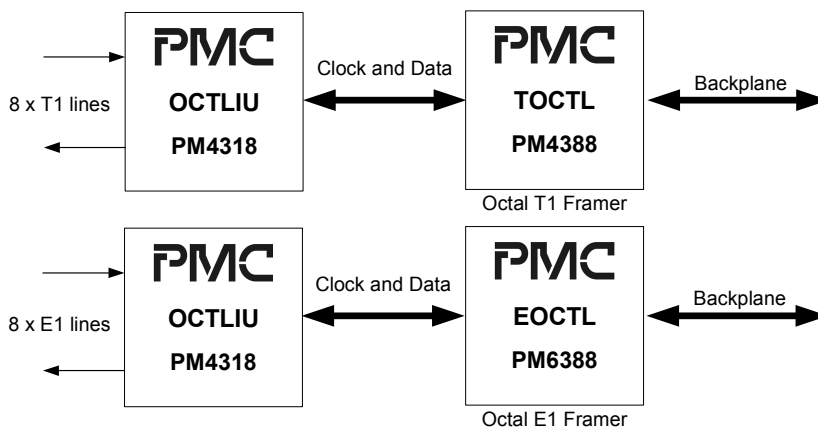 PMC
OCTLIU
PM4318
8 x T1 lines
Clock and Data
PMC
TOCTL
PM4388
Octal T1 Framer
Backplane
PMC
OCTLIU
PM4318
8 x E1 lines
Clock and Data
PMC
EOCTL
PM6388
Octal E1 Framer
Backplane